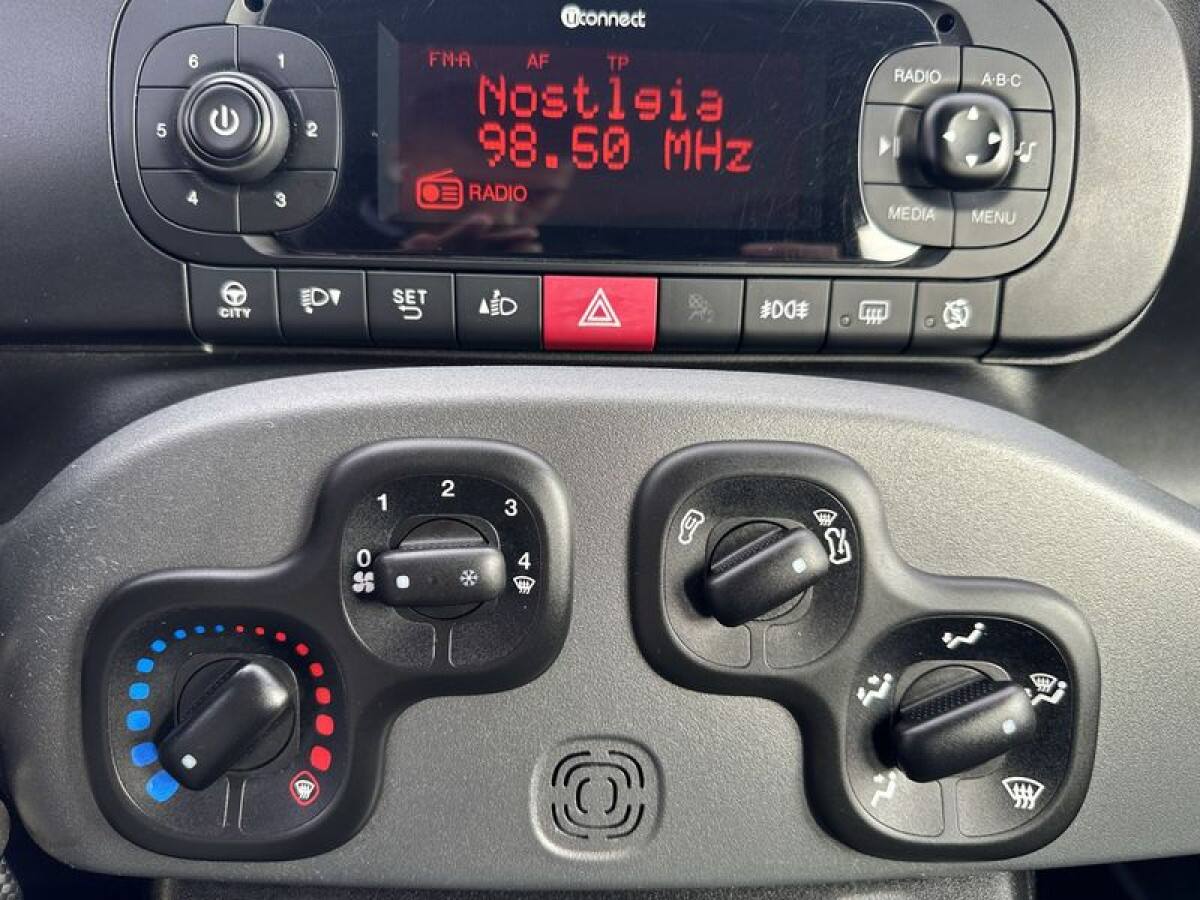 uconnect
FM-A AF TP
Nostlgia
98.50 MHz
RADIO
6 1
5 2
4 3
RADIO A·B·C
MEDIA MENU
CITY
SET
0 1 2 3 4